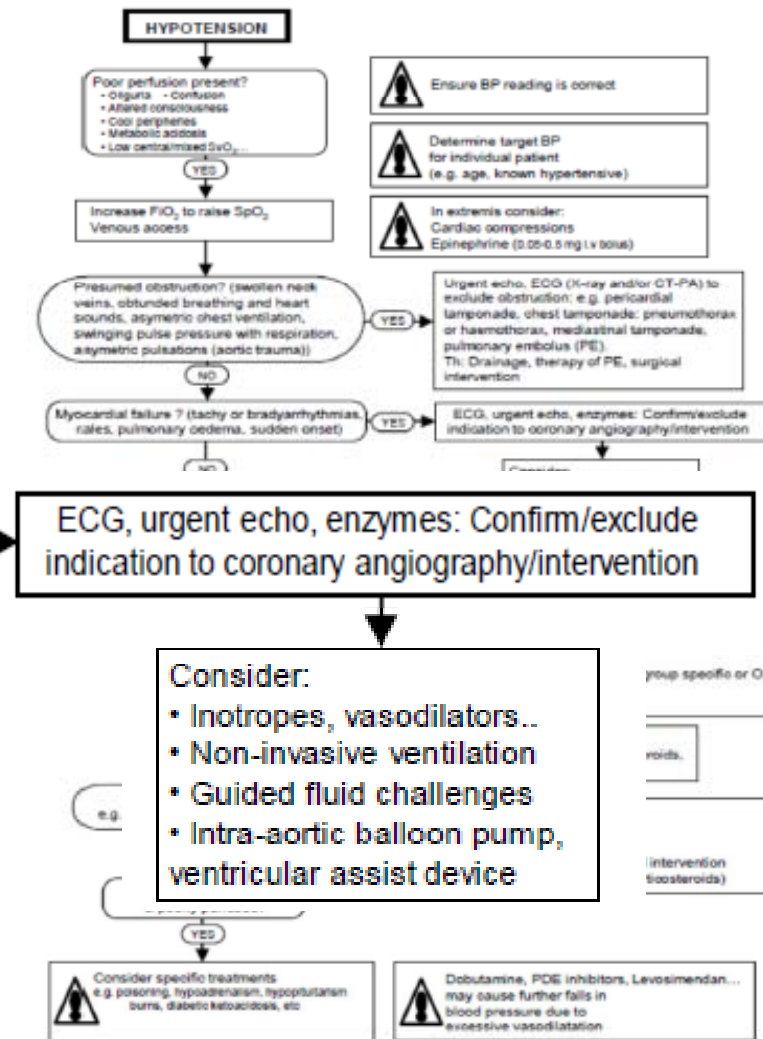 HYPOTENSION
Poor perfusion present?
• Oliguria - Confusion
• Altered consciousness
• Cool peripheries
• Metabolic acidosis
• Low central/mixed SvO₂...
YES
Increase FiO₂ to raise SpO₂
Venous access
Ensure BP reading is correct
Determine target BP
for individual patient
(e.g. age, known hypertensive)
In extremis consider:
Cardiac compressions
Epinephrine (0.05-0.5 mg i.v bolus)
Presumed obstruction? (swollen neck
veins, obtunded breathing and heart
sounds, asymetric chest ventilation,
swinging pulse pressure with respiration,
asymetric pulsations (aortic trauma))
YES
Urgent echo, ECG (X-ray and/or CT-PA) to
exclude obstruction; e.g. pericardial
tamponade, chest tamponade: pneumothorax
or haemothorax, mediastinal tamponade,
pulmonary embolus (PE).
Th: Drainage, therapy of PE, surgical
intervention
NO
Myocardial failure ? (tachy or bradyarrhythmias,
rales, pulmonary oedema, sudden onset)
YES
ECG, urgent echo, enzymes: Confirm/exclude
indication to coronary angiography/intervention
NO
Consider:
ECG, urgent echo, enzymes: Confirm/exclude
indication to coronary angiography/intervention
Consider:
• Inotropes, vasodilators..
• Non-invasive ventilation
• Guided fluid challenges
• Intra-aortic balloon pump,
ventricular assist device
group specific or O
e.g.
intervention
YES
Consider specific treatments
e.g. poisoning, hypoadrenalism, hypopituitarism
burns, diabetic ketoacidosis, etc
Dobutamine, PDE inhibitors, Levosimendan...
may cause further falls in
blood pressure due to
excessive vasodilatation